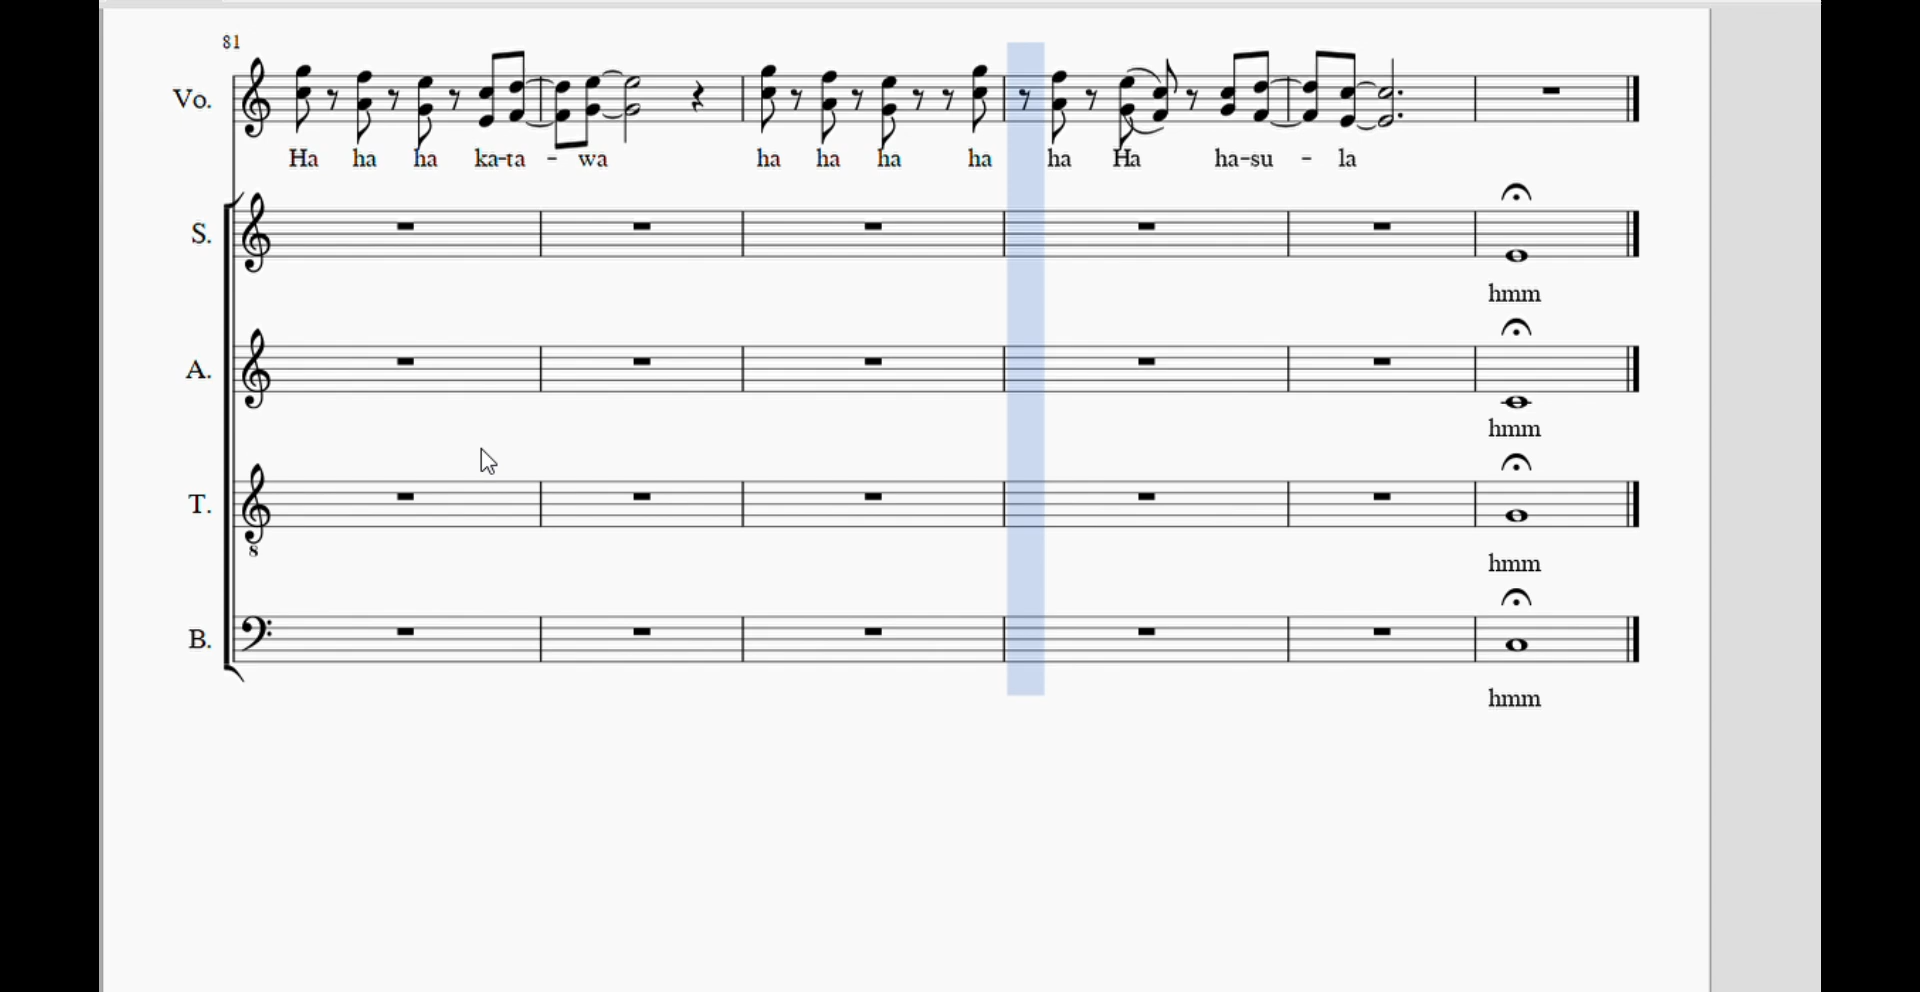 81
Vo.
Ha ha ha ka-ta - wa ha ha ha ha ha Ha ha-su - la
S.
hmm
A.
hmm
T.
8
hmm
B.
hmm